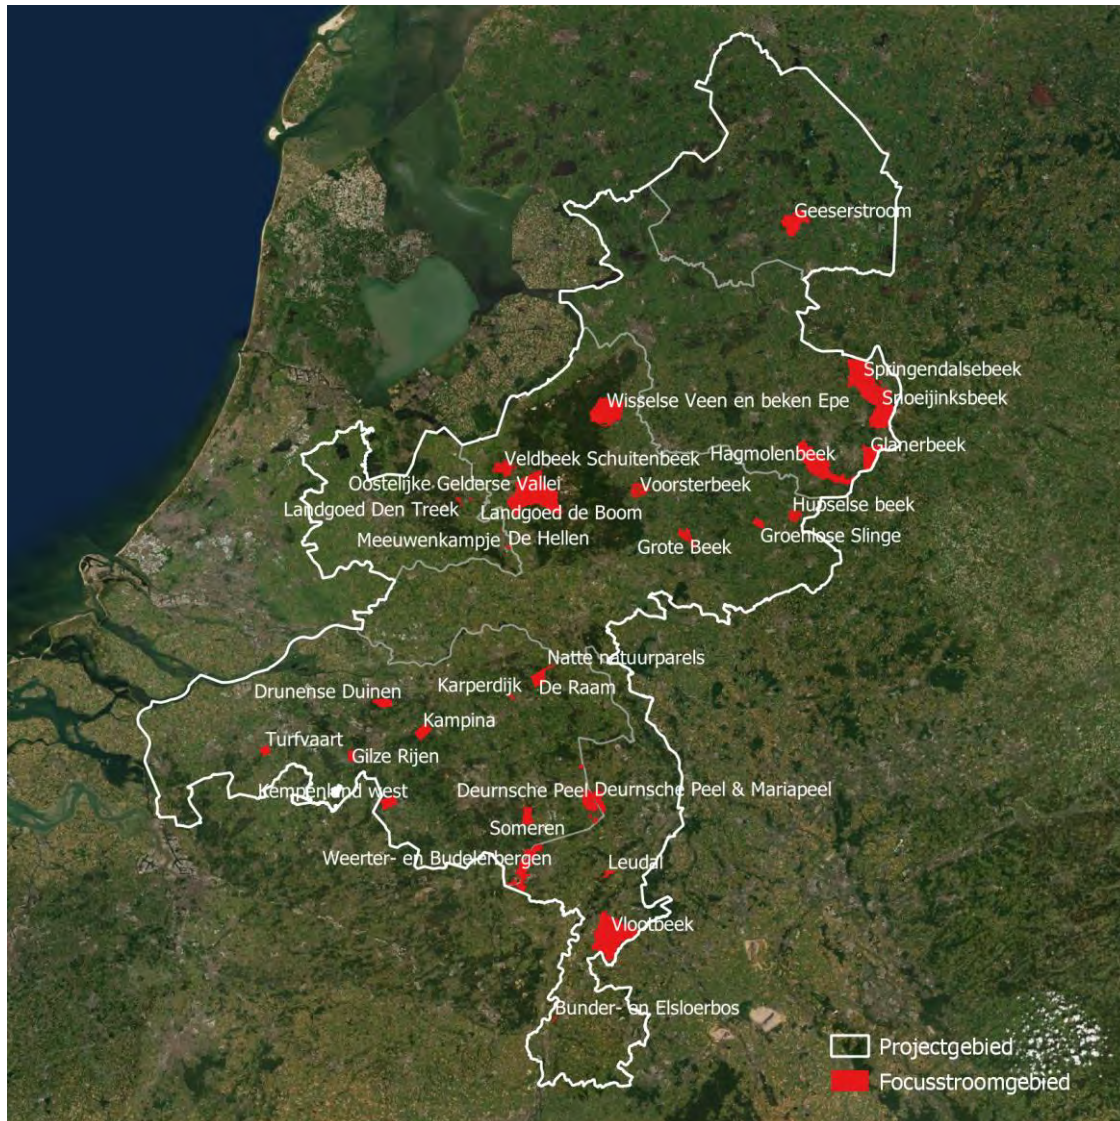 Geeserstroom
Springendalsebeek
Snoeijinksbeek
Wisselse Veen en beken Epe
Glanerbeek
Hagmolenbeek
Veldbeek Schuitenbeek
Oostelijke Gelderse Vallei
Voorsterbeek
Landgoed Den Treek
Landgoed de Boom
Hupselse beek
Groenlose Slinge
Meeuwenkampje
De Hellen
Grote Beek
Natte natuurparels
Karperdijk
De Raam
Drunense Duinen
Kampina
Turfvaart
Gilze Rijen
Kempenland west
Deurnsche Peel
Deurnsche Peel & Mariapeel
Someren
Weerter- en Budelerbergen
Leudal
Vlootbeek
Bunder- en Elsloerbos
Projectgebied
Focusstroomgebied